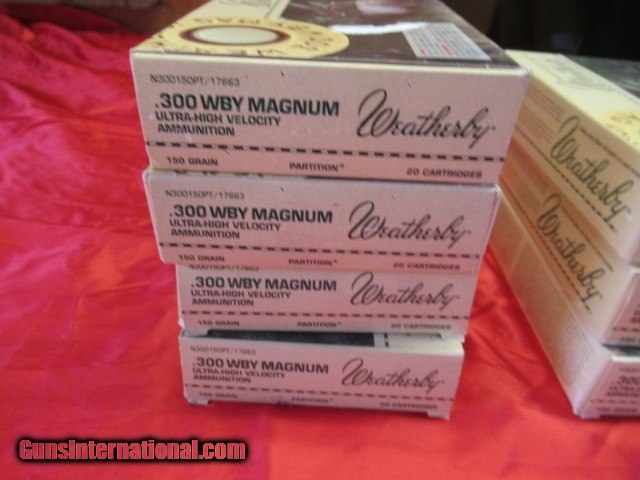 N300150PT/17663
.300 WBY MAGNUM
ULTRA-HIGH VELOCITY
AMMUNITION
Weatherby
150 GRAIN PARTITION® 20 CARTRIDGES
N300150PT/17663
.300 WBY MAGNUM
ULTRA-HIGH VELOCITY
AMMUNITION
Weatherby
150 GRAIN PARTITION® 20 CARTRIDGES
N300150PT/17663
.300 WBY MAGNUM
ULTRA-HIGH VELOCITY
AMMUNITION
Weatherby
150 GRAIN PARTITION® 20 CARTRIDGES
N300150PT/17663
.300 WBY MAGNUM
ULTRA-HIGH VELOCITY
AMMUNITION
Weatherby
150 GRAIN PARTITION® 20 CARTRIDGES
Weatherby
Weatherby
GunsInternational.com